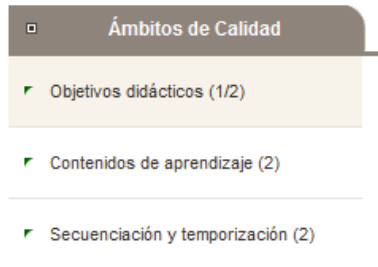 Ámbitos de Calidad
Objetivos didácticos (1/2)
Contenidos de aprendizaje (2)
Secuenciación y temporización (2)